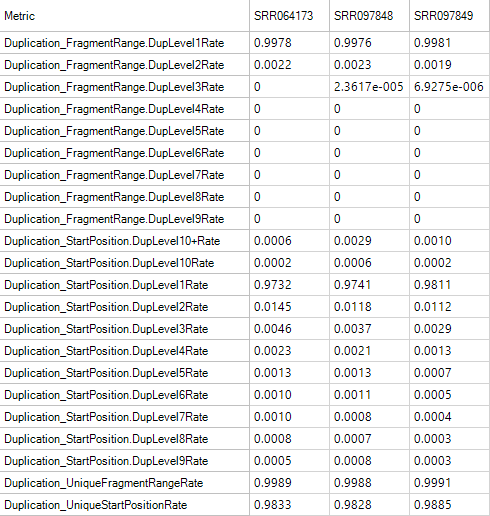 Metric SRR064173 SRR097848 SRR097849
Duplication_FragmentRange.DupLevel1Rate 0.9978 0.9976 0.9981
Duplication_FragmentRange.DupLevel2Rate 0.0022 0.0023 0.0019
Duplication_FragmentRange.DupLevel3Rate 0 2.3617e-005 6.9275e-006
Duplication_FragmentRange.DupLevel4Rate 0 0 0
Duplication_FragmentRange.DupLevel5Rate 0 0 0
Duplication_FragmentRange.DupLevel6Rate 0 0 0
Duplication_FragmentRange.DupLevel7Rate 0 0 0
Duplication_FragmentRange.DupLevel8Rate 0 0 0
Duplication_FragmentRange.DupLevel9Rate 0 0 0
Duplication_StartPosition.DupLevel10+Rate 0.0006 0.0029 0.0010
Duplication_StartPosition.DupLevel10Rate 0.0002 0.0006 0.0002
Duplication_StartPosition.DupLevel1Rate 0.9732 0.9741 0.9811
Duplication_StartPosition.DupLevel2Rate 0.0145 0.0118 0.0112
Duplication_StartPosition.DupLevel3Rate 0.0046 0.0037 0.0029
Duplication_StartPosition.DupLevel4Rate 0.0023 0.0021 0.0013
Duplication_StartPosition.DupLevel5Rate 0.0013 0.0013 0.0007
Duplication_StartPosition.DupLevel6Rate 0.0010 0.0011 0.0005
Duplication_StartPosition.DupLevel7Rate 0.0010 0.0008 0.0004
Duplication_StartPosition.DupLevel8Rate 0.0008 0.0007 0.0003
Duplication_StartPosition.DupLevel9Rate 0.0005 0.0008 0.0003
Duplication_UniqueFragmentRangeRate 0.9989 0.9988 0.9991
Duplication_UniqueStartPositionRate 0.9833 0.9828 0.9885